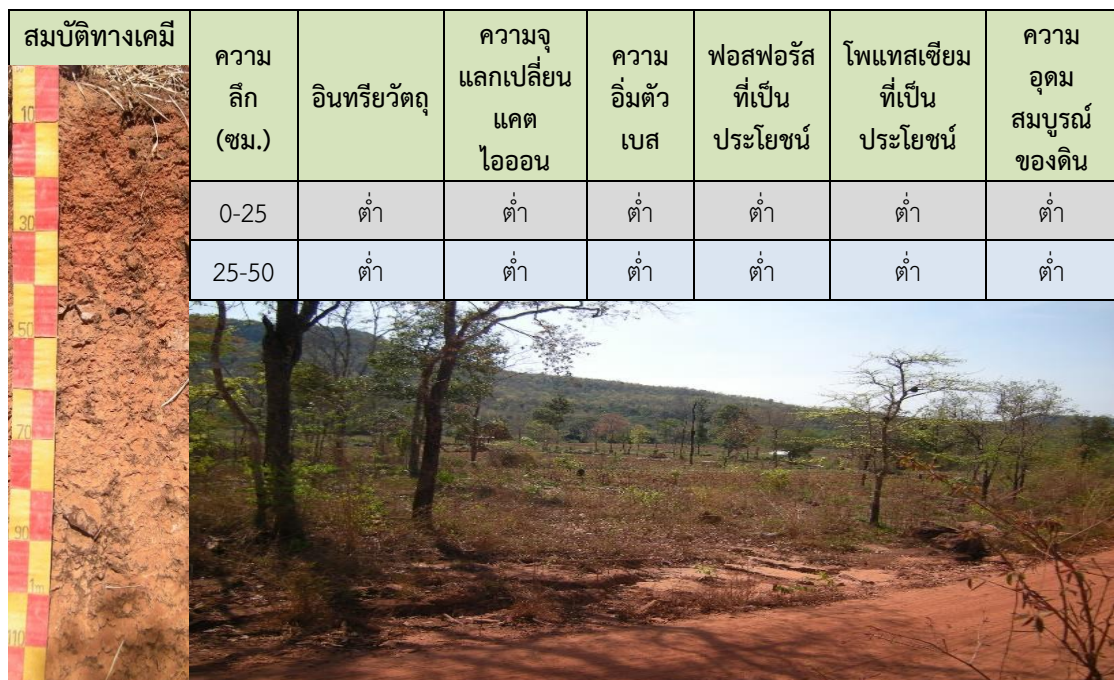 สมบัติทางเคมี
ความ
ลึก
(ซม.)
อินทรียวัตถุ
ความจุ
แลกเปลี่ยน
แคต
ไอออน
ความ
อิ่มตัว
เบส
ฟอสฟอรัส
ที่เป็น
ประโยชน์
โพแทสเซียม
ที่เป็น
ประโยชน์
ความ
อุดม
สมบูรณ์
ของดิน
0-25 ต่ำ ต่ำ ต่ำ ต่ำ ต่ำ ต่ำ
25-50 ต่ำ ต่ำ ต่ำ ต่ำ ต่ำ ต่ำ
10
30
50
70
90
1m
110